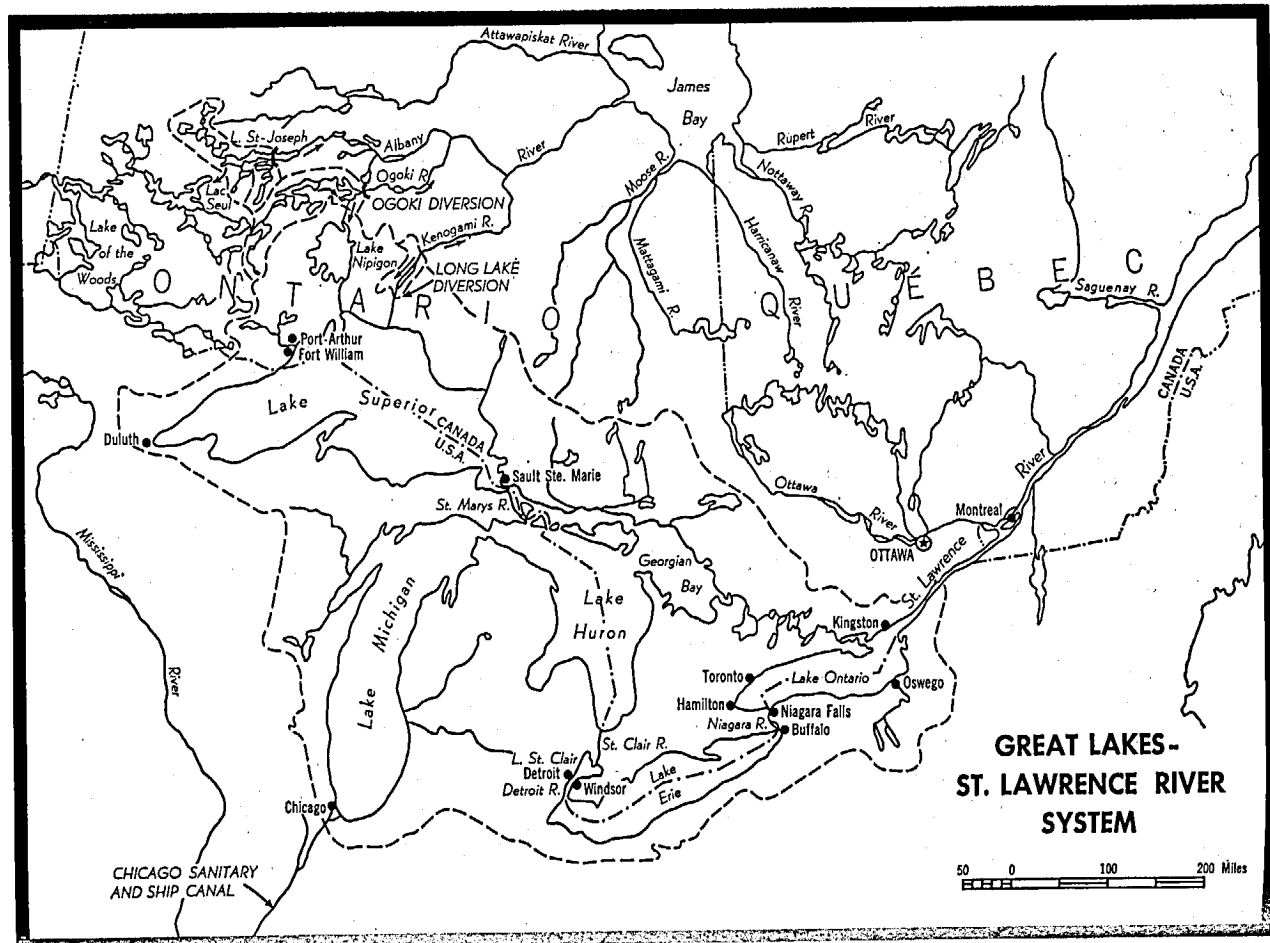 Attawapiskat River
James
Bay
L. St-Joseph
Albany
River
Rupert River
Lac
Seul
Ogoki R.
OGOKI DIVERSION
Moose R.
Nottaway R.
Harricanaw
River
Lake
of the
Woods
Kenogami R.
Lake
Nipigon
LONG LAKE
DIVERSION
Mattagami
R.
ONTARIO
QUÉBEC
Saguenay R.
Port-Arthur
Fort William
Lake Superior
CANADA
U.S.A.
CANADA
U.S.A.
Duluth
Sault Ste. Marie
St. Marys R.
Ottawa
River
OTTAWA
Montreal
River
St. Lawrence
Mississippi
River
Georgian
Bay
Lake
Huron
Lake Michigan
Kingston
Toronto
Lake Ontario
Oswego
Hamilton
Niagara Falls
Niagara R.
Buffalo
St. Clair R.
L. St. Clair
Detroit
Detroit R.
Windsor
Lake
Erie
Chicago
CHICAGO SANITARY
AND SHIP CANAL
GREAT LAKES-
ST. LAWRENCE RIVER
SYSTEM
50 0 100 200 Miles